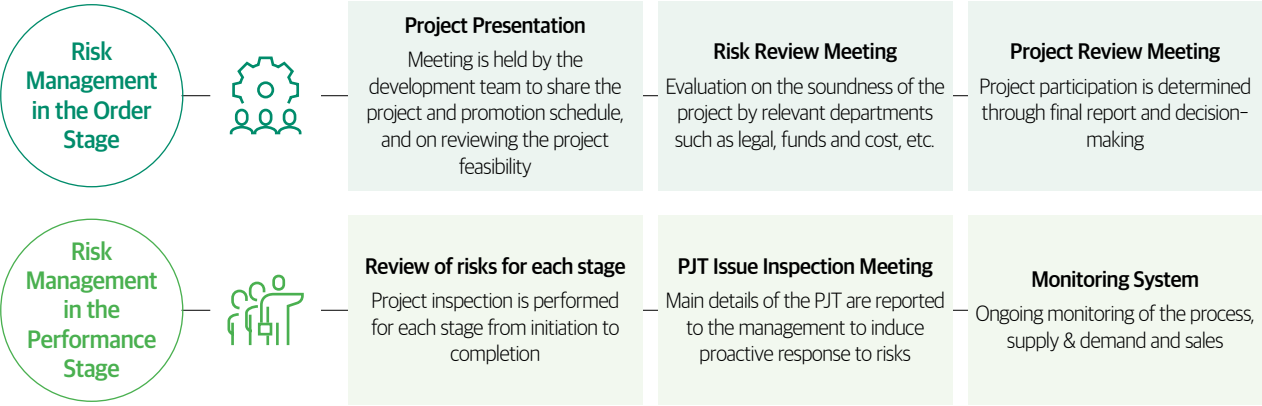 Risk
Management
in the Order
Stage
Project Presentation
Meeting is held by the
development team to share the
project and promotion schedule,
and on reviewing the project
feasibility
Risk Review Meeting
Evaluation on the soundness of the
project by relevant departments
such as legal, funds and cost, etc.
Project Review Meeting
Project participation is determined
through final report and decision-
making
Risk
Management
in the
Performance
Stage
Review of risks for each stage
Project inspection is performed
for each stage from initiation to
completion
PJT Issue Inspection Meeting
Main details of the PJT are reported
to the management to induce
proactive response to risks
Monitoring System
Ongoing monitoring of the process,
supply & demand and sales